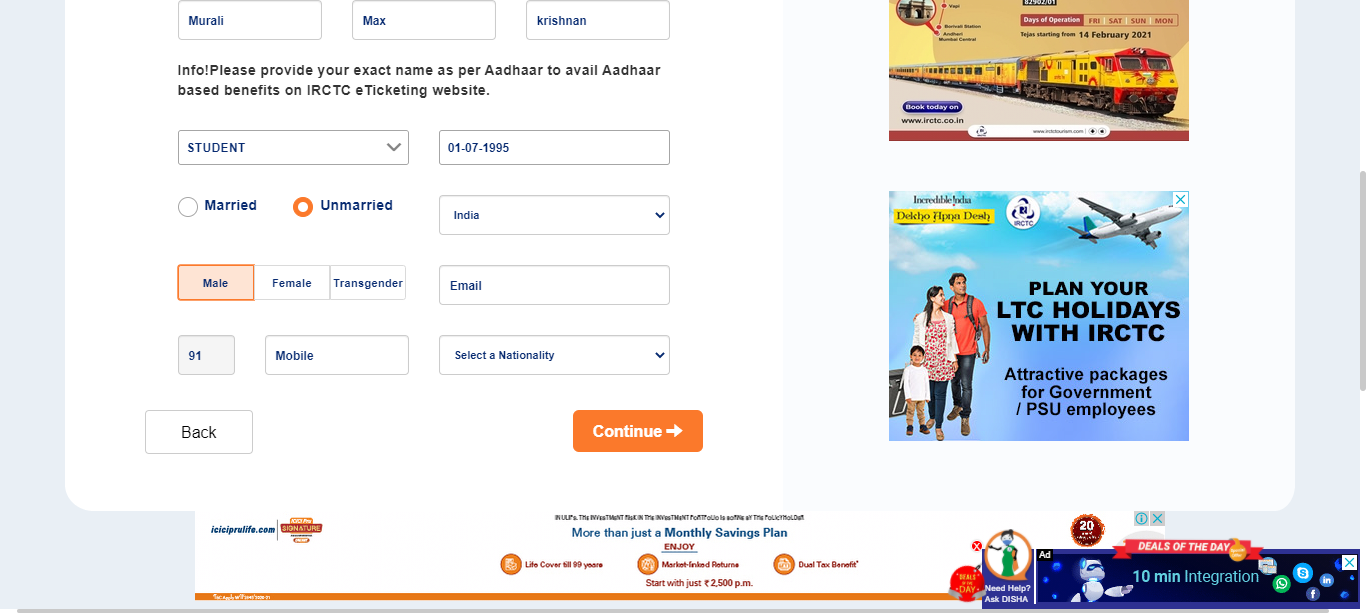 Murali
Max
krishnan
Info!Please provide your exact name as per Aadhaar to avail Aadhaar
based benefits on IRCTC eTicketing website.
STUDENT
01-07-1995
Married
Unmarried
India
Male
Female
Transgender
Email
91
Mobile
Select a Nationality
Back
Continue
Vapi
Borivali Station
Andheri
Mumbai Central
82902/01
Days of Operation FRI SAT SUN MON
Tejas starting from 14 February 2021
Book today on
www.irctc.co.in
www.irctctourism.com
Incredible India
Dekho Apna Desh
IRCTC
PLAN YOUR
LTC HOLIDAYS
WITH IRCTC
Attractive packages
for Government
/ PSU employees
iciciprulife.com
ICICI Pru
SIGNATURE
IN ULIPs, THE INVESTMENT RISK IN THE INVESTMENT PORTFOLIO IS BORNE BY THE POLICYHOLDER
More than just a Monthly Savings Plan
ENJOY
Life Cover till 99 years
Market-linked Returns
Dual Tax Benefit*
Start with just ₹2,500 p.m.
20
DEALS OF THE DAY
DEALS
OF THE
DAY
Need Help?
Ask DISHA
Ad
10 min Integration